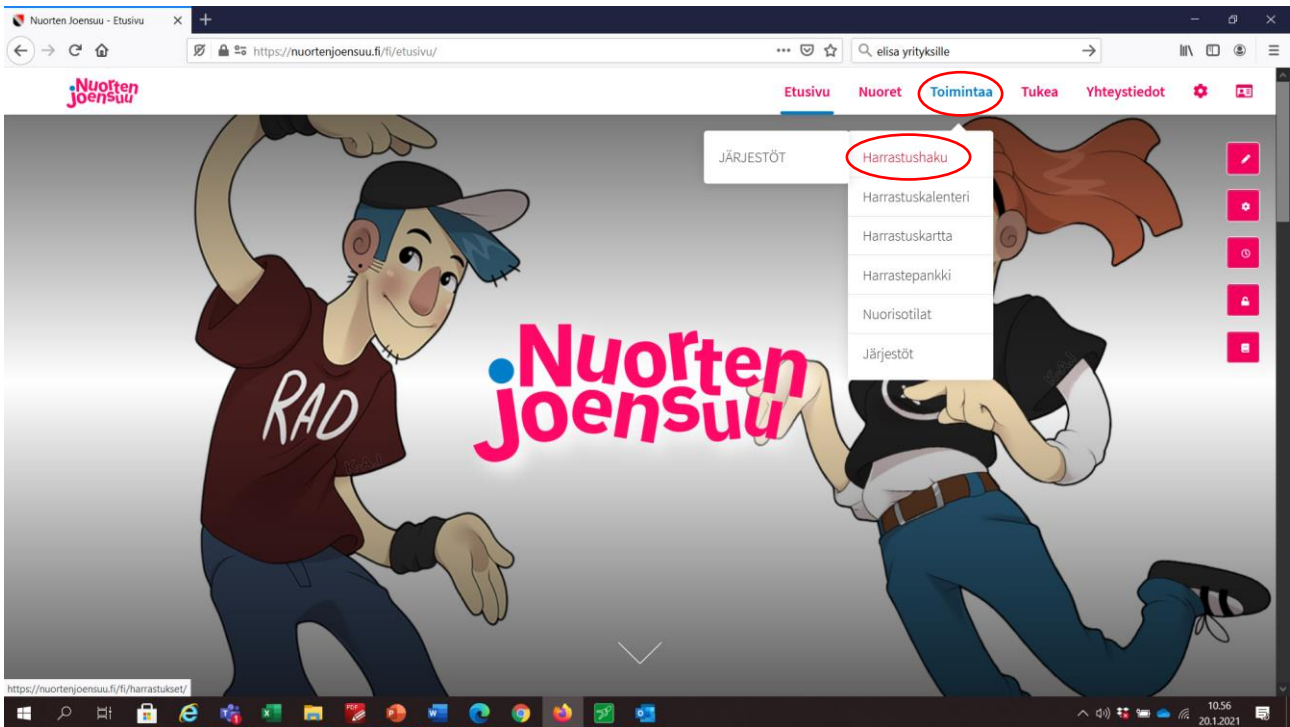 Nuorten Joensuu - Etusivu
https://nuortenjoensuu.fi/fi/etusivu/
elisa yrityksille
Nuorten
Joensuu
Etusivu Nuoret Toimintaa Tukea Yhteystiedot
JÄRJESTÖT
Harrastushaku
Harrastuskalenteri
Harrastuskartta
Harrastepankki
Nuorisotilat
Järjestöt
Nuorten
Joensuu
RAD
K.A.J
https://nuortenjoensuu.fi/fi/harrastukset/
10.56
20.1.2021